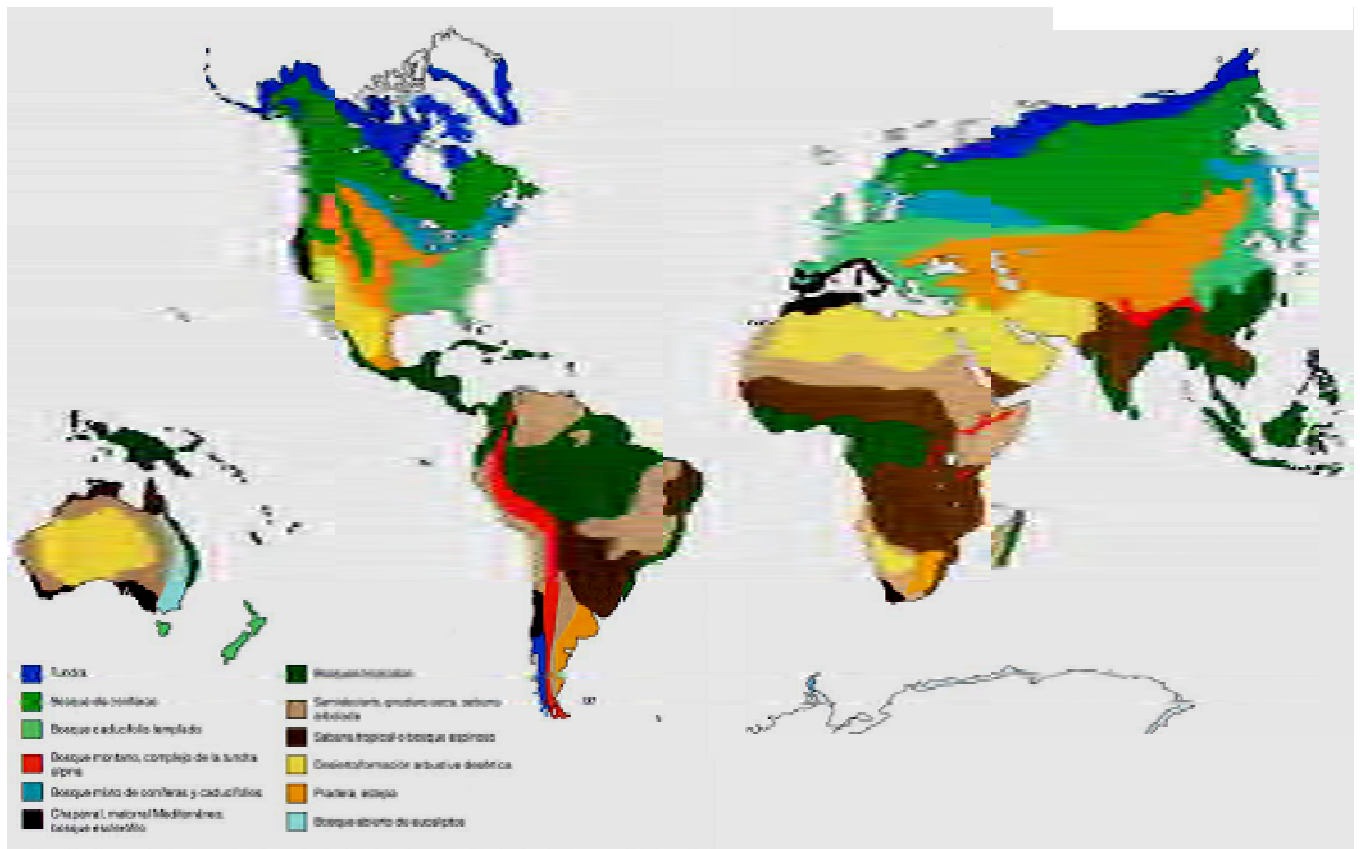 Tundra
Bosque de coníferas
Bosque caducifolio templado
Bosque montano, complejo de la tundra
alpina
Bosque mixto de coníferas y caducifolios
Chaparral, matorral Mediterráneo,
bosque esclerófilo
Bosques tropicales
Semidesierto, pradera seca, sabana
arbolada
Sabana tropical o bosque espinoso
Desierto formación arbustiva desértica
Pradera, estepa
Bosque abierto de eucaliptos